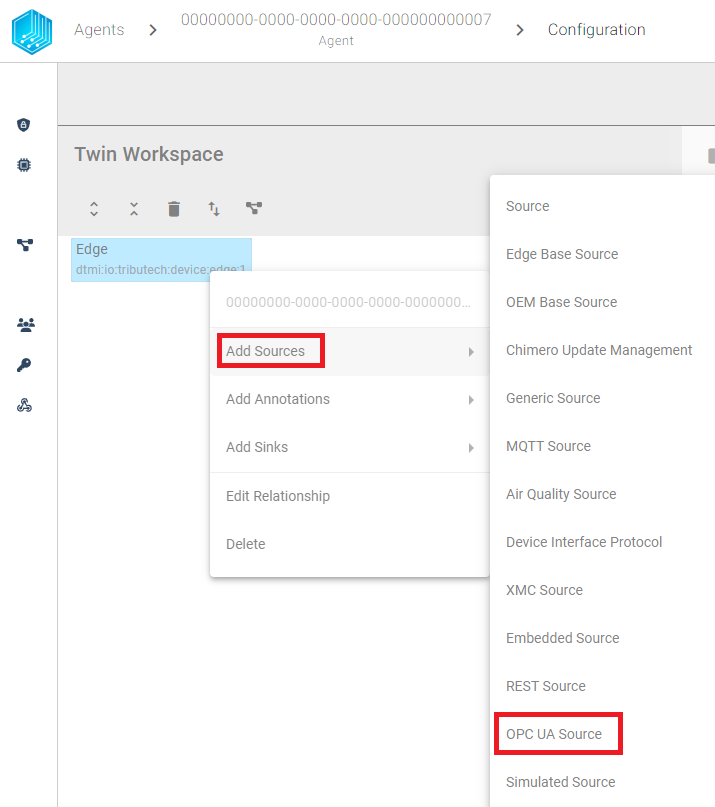 Agents
00000000-0000-0000-0000-000000000007
Agent
Configuration
Twin Workspace
Edge
dtmi:io:tributech:device:edge:1
00000000-0000-0000-0000-0000000...
Add Sources
Add Annotations
Add Sinks
Edit Relationship
Delete
Source
Edge Base Source
OEM Base Source
Chimero Update Management
Generic Source
MQTT Source
Air Quality Source
Device Interface Protocol
XMC Source
Embedded Source
REST Source
OPC UA Source
Simulated Source